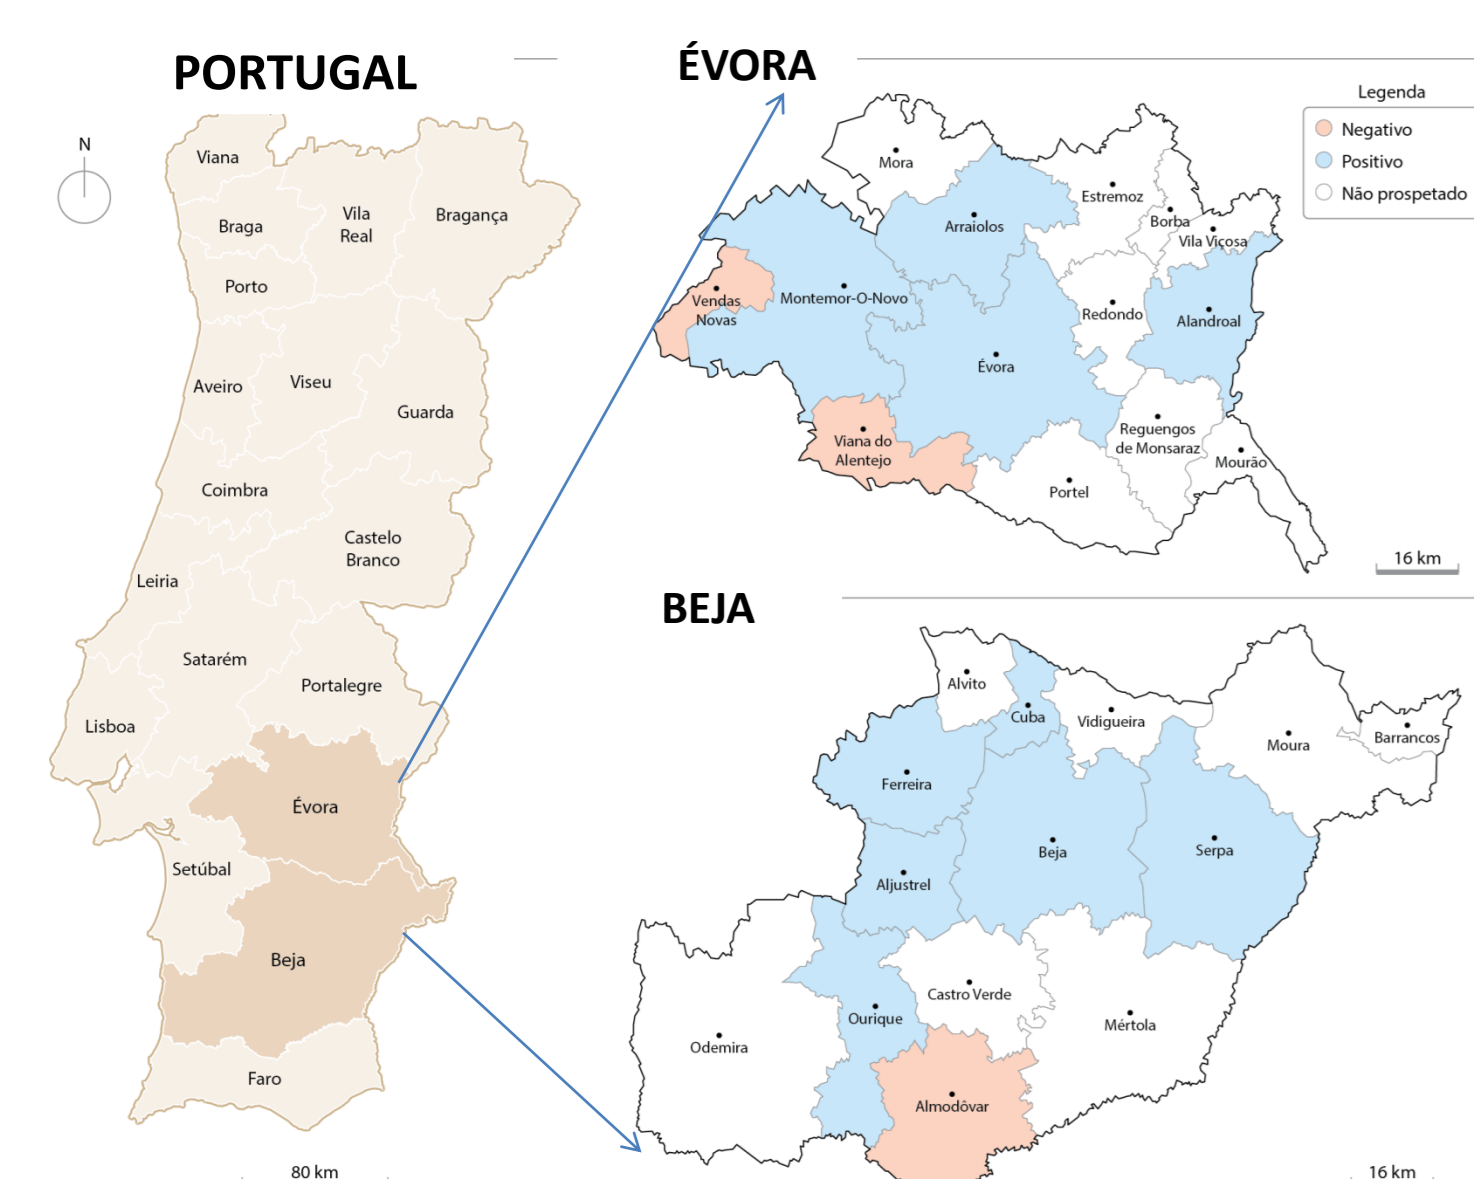 PORTUGAL
N
Viana
Braga
Vila
Real
Bragança
Porto
Aveiro
Viseu
Guarda
Coimbra
Castelo
Branco
Leiria
Satarém
Portalegre
Lisboa
Évora
Setúbal
Beja
Faro
80 km
ÉVORA
Legenda
Negativo
Positivo
Não prospetado
Mora
Estremoz
Borba
Arraiolos
Vila Viçosa
Vendas
Novas
Montemor-O-Novo
Redondo
Alandroal
Évora
Viana do
Alentejo
Reguengos
de Monsaraz
Mourão
Portel
16 km
BEJA
Alvito
Cuba
Vidigueira
Moura
Barrancos
Ferreira
Beja
Serpa
Aljustrel
Castro Verde
Ourique
Mértola
Odemira
Almodôvar
16 km